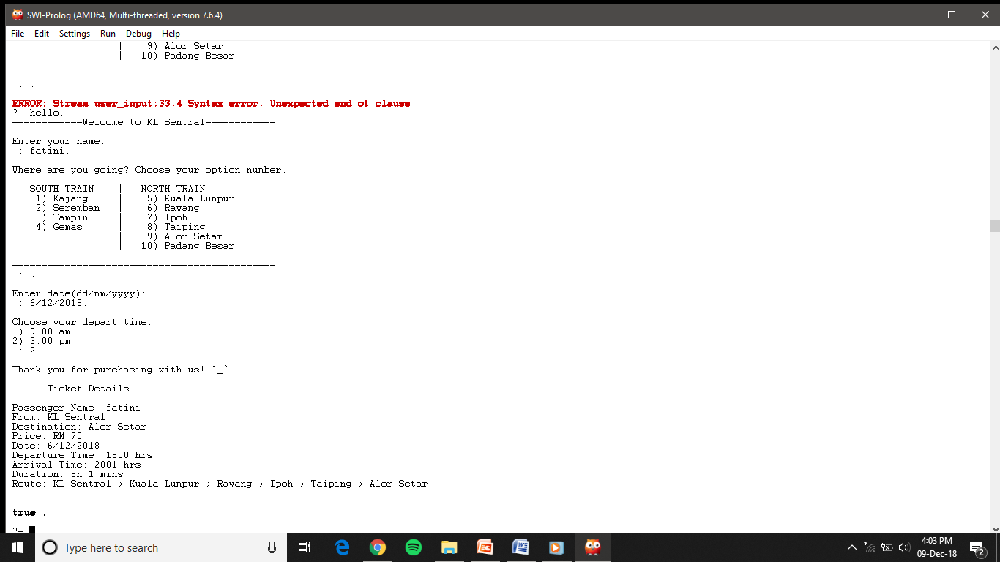 SWI-Prolog (AMD64, Multi-threaded, version 7.6.4)
File Edit Settings Run Debug Help
| 9) Alor Setar
| 10) Padang Besar
---------------------------------------------
|: .
ERROR: Stream user_input:33:4 Syntax error: Unexpected end of clause
?- hello.
------------Welcome to KL Sentral------------
Enter your name:
|: fatini.
Where are you going? Choose your option number.
SOUTH TRAIN | NORTH TRAIN
1) Kajang | 5) Kuala Lumpur
2) Seremban | 6) Rawang
3) Tampin | 7) Ipoh
4) Gemas | 8) Taiping
| 9) Alor Setar
| 10) Padang Besar
---------------------------------------------
|: 9.
Enter date(dd/mm/yyyy):
|: 6/12/2018.
Choose your depart time:
1) 9.00 am
2) 3.00 pm
|: 2.
Thank you for purchasing with us! ^_^
------Ticket Details------
Passenger Name: fatini
From: KL Sentral
Destination: Alor Setar
Price: RM 70
Date: 6/12/2018
Departure Time: 1500 hrs
Arrival Time: 2001 hrs
Duration: 5h 1 mins
Route: KL Sentral > Kuala Lumpur > Rawang > Ipoh > Taiping > Alor Setar
--------------------------
true .
?-
Type here to search
4:03 PM
09-Dec-18
2